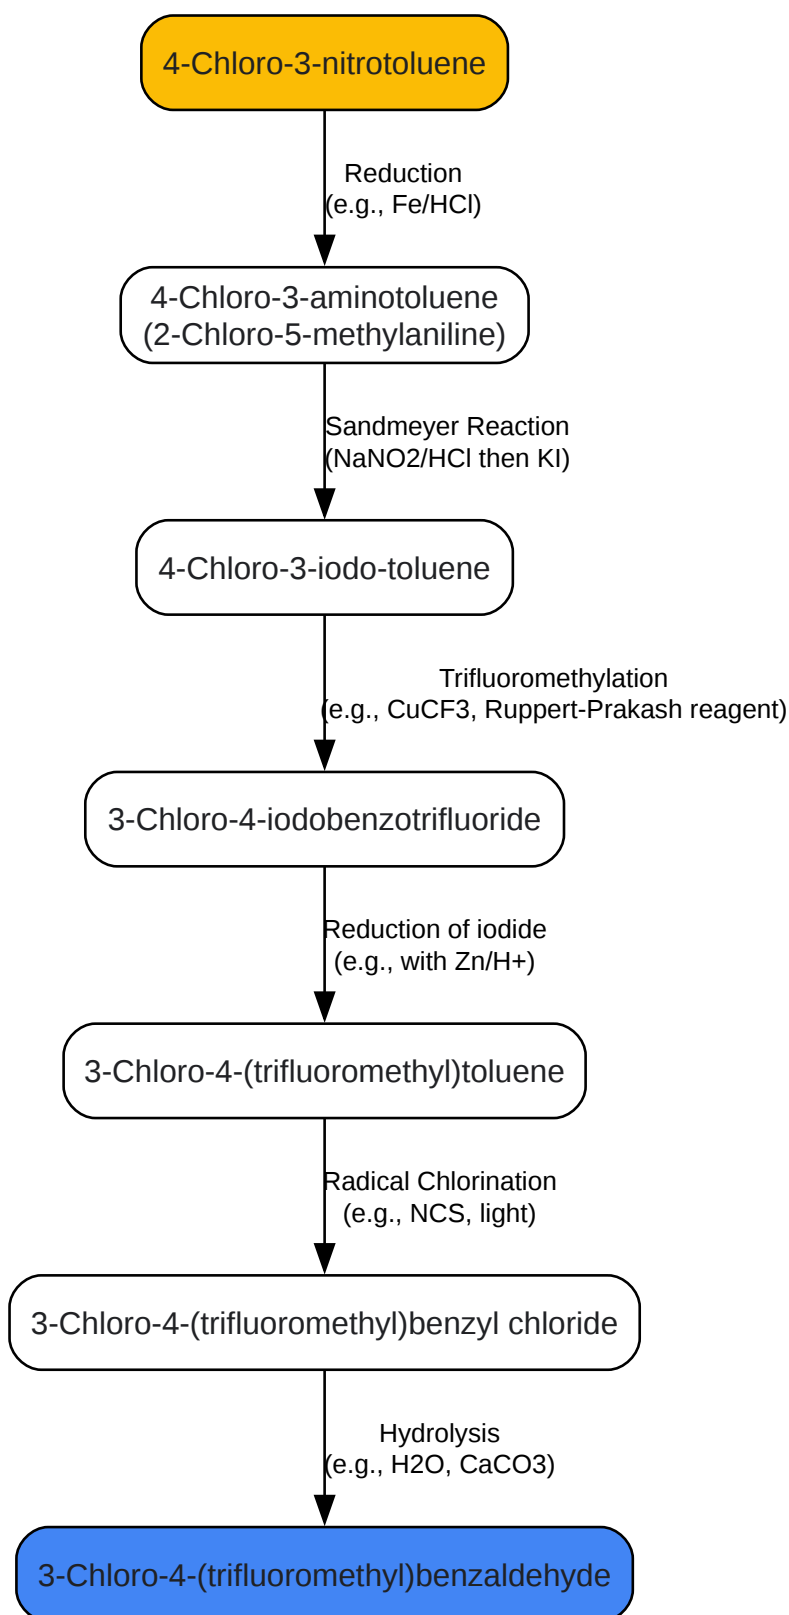 4-Chloro-3-nitrotoluene
Reduction
(e.g., Fe/HCl)
4-Chloro-3-aminotoluene
(2-Chloro-5-methylaniline)
Sandmeyer Reaction
(NaNO2/HCl then KI)
4-Chloro-3-iodo-toluene
Trifluoromethylation
(e.g., CuCF3, Ruppert-Prakash reagent)
3-Chloro-4-iodobenzotrifluoride
Reduction of iodide
(e.g., with Zn/H+)
3-Chloro-4-(trifluoromethyl)toluene
Radical Chlorination
(e.g., NCS, light)
3-Chloro-4-(trifluoromethyl)benzyl chloride
Hydrolysis
(e.g., H2O, CaCO3)
3-Chloro-4-(trifluoromethyl)benzaldehyde